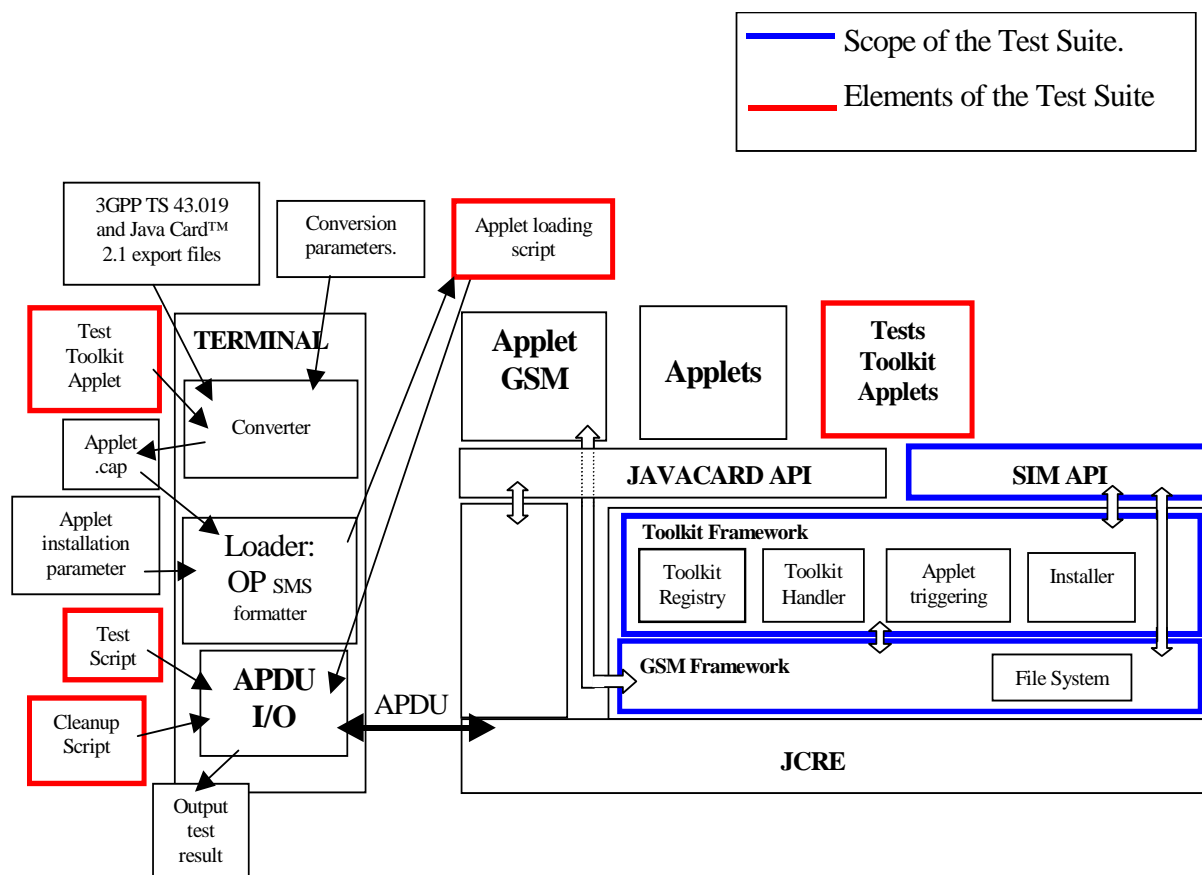 Scope of the Test Suite.
Elements of the Test Suite
3GPP TS 43.019
and Java Card™
2.1 export files
Conversion
parameters.
Applet loading
script
Test
Toolkit
Applet
TERMINAL
Converter
Applet
.cap
Applet
installation
parameter
Loader:
OP SMS
formatter
Test
Script
APDU
I/O
Cleanup
Script
Output
test
result
APDU
Applet
GSM
Applets
Tests
Toolkit
Applets
JAVACARD API
SIM API
Toolkit Framework
Toolkit
Registry
Toolkit
Handler
Applet
triggering
Installer
GSM Framework
File System
JCRE